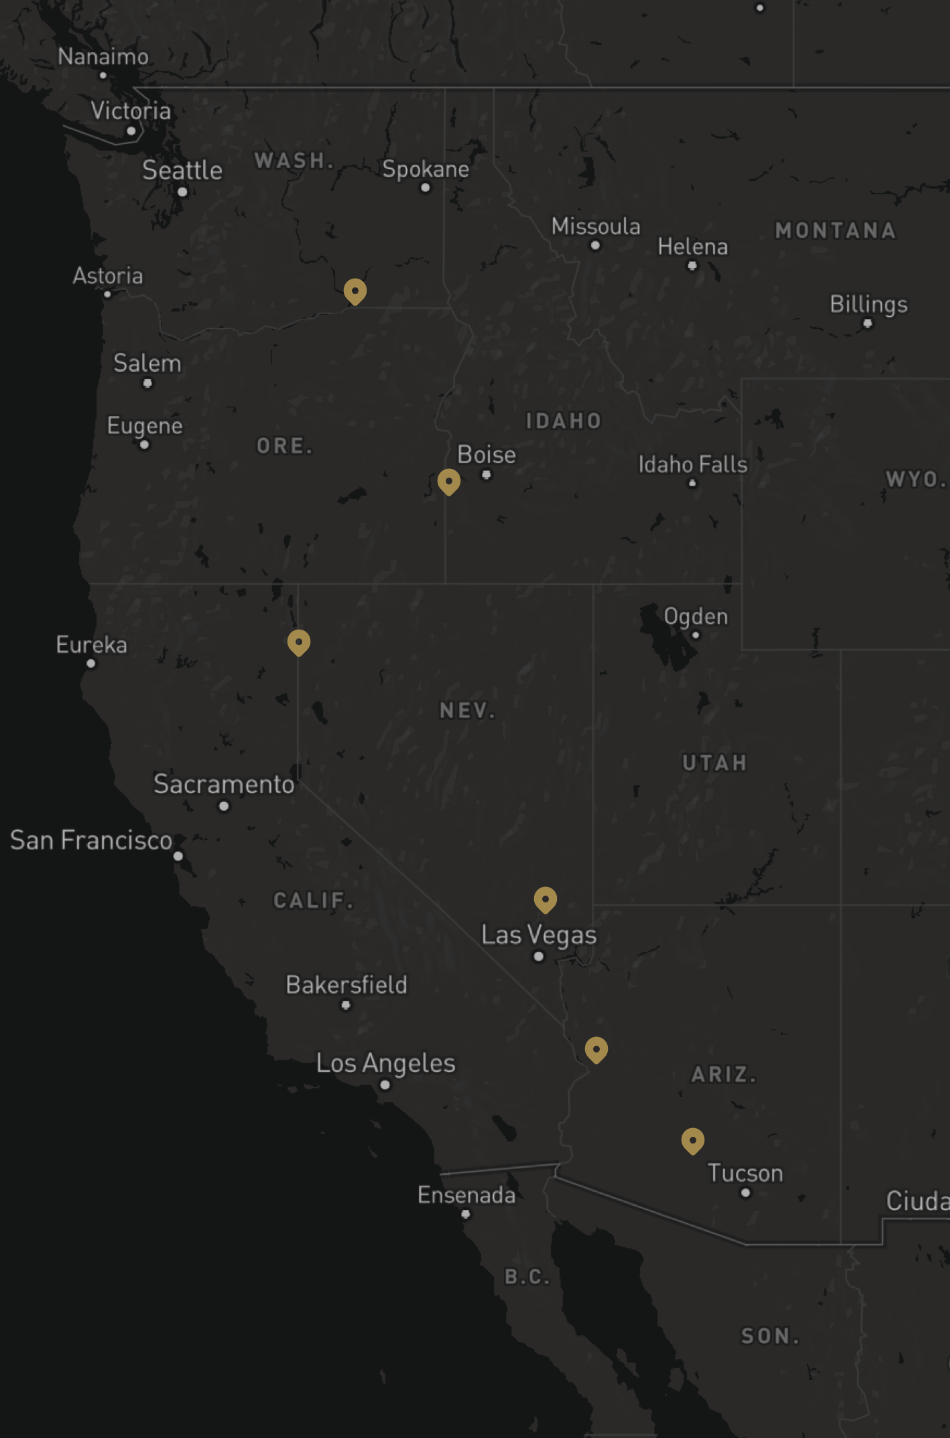 Nanaimo
Victoria
Seattle
WASH.
Spokane
Missoula
Helena
MONTANA
Astoria
Billings
Salem
Eugene
ORE.
IDAHO
Boise
Idaho Falls
WYO.
Ogden
Eureka
NEV.
UTAH
Sacramento
San Francisco
CALIF.
Las Vegas
Bakersfield
Los Angeles
ARIZ.
Tucson
Ensenada
Ciuda
B.C.
SON.